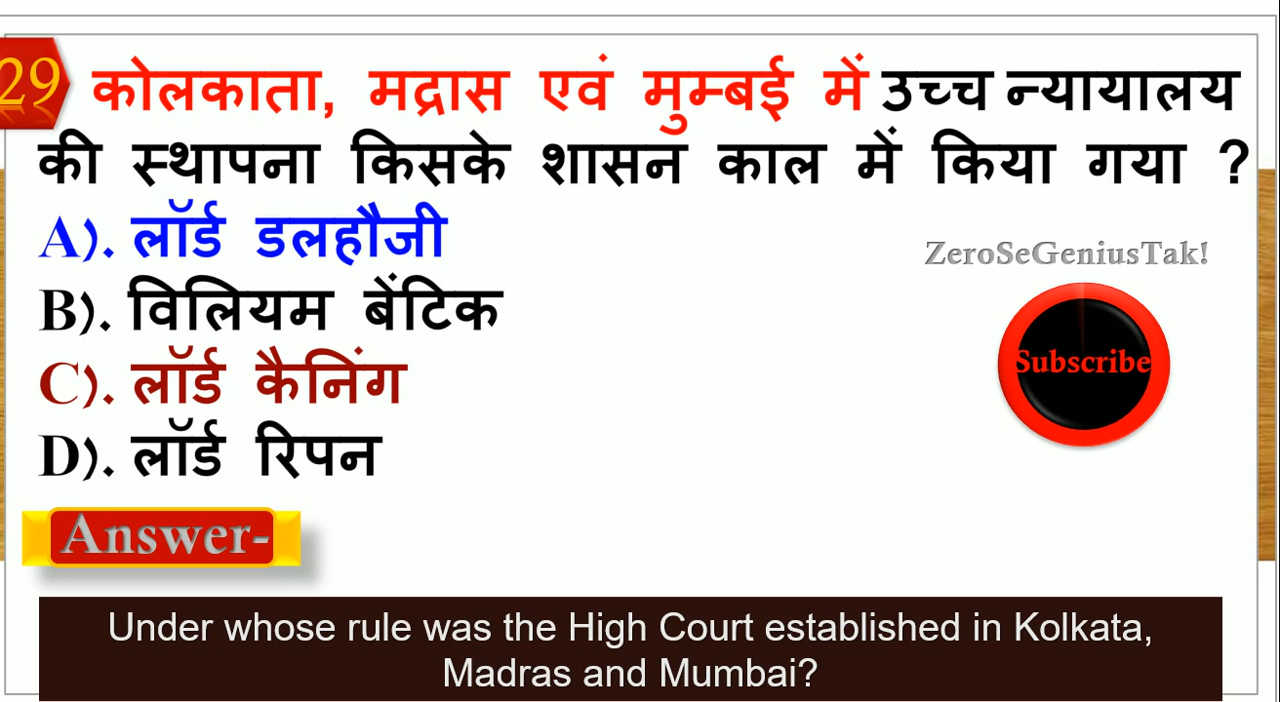 29 कोलकाता, मद्रास एवं मुम्बई में उच्च न्यायालय
की स्थापना किसके शासन काल में किया गया ?
A). लॉर्ड डलहौजी
ZeroSeGeniusTak!
B). विलियम बेंटिक
Subscribe
C). लॉर्ड कैनिंग
D). लॉर्ड रिपन
Answer-
Under whose rule was the High Court established in Kolkata,
Madras and Mumbai?